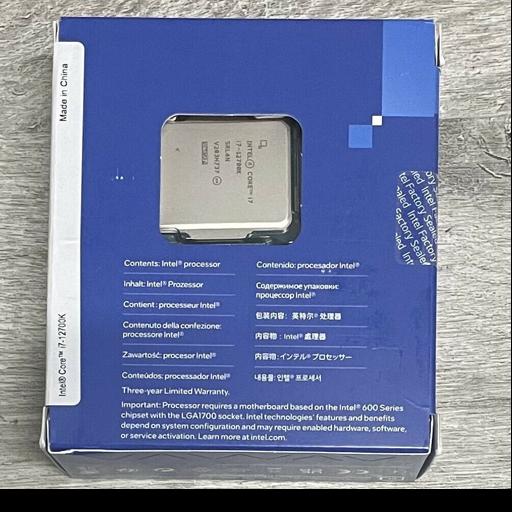 Made in China
Intel® Core™ i7-12700K
INTEL® CORE™ i7
i7-12700K
SRL4N
Contents: Intel® processor
Inhalt: Intel® Prozessor
Contient: processeur Intel®
Contenuto della confezione:
processore Intel®
Zawartość: procesor Intel®
Conteúdos: processador Intel®
Contenido: procesador Intel®
Содержимое упаковки:
процессор Intel®
包装内容: 英特尔® 处理器
內容物: Intel® 處理器
内容物: インテル® プロセッサー
내용물: 인텔® 프로세서
Three-year Limited Warranty.
Important: Processor requires a motherboard based on the Intel® 600 Series
chipset with the LGA1700 socket. Intel technologies' features and benefits
depend on system configuration and may require enabled hardware, software,
or service activation. Learn more at intel.com.
Intel Factory Sealed